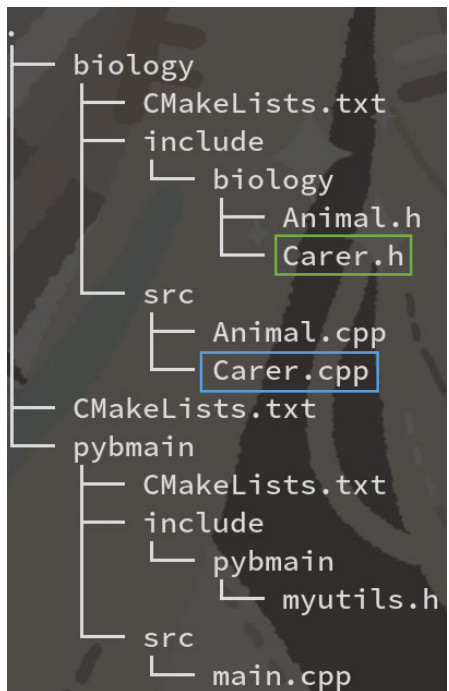 .
├── biology
│   ├── CMakeLists.txt
│   ├── include
│   │   └── biology
│   │       ├── Animal.h
│   │       └── Carer.h
│   └── src
│       ├── Animal.cpp
│       └── Carer.cpp
├── CMakeLists.txt
└── pybmain
    ├── CMakeLists.txt
    ├── include
    │   └── pybmain
    │       └── myutils.h
    └── src
        └── main.cpp